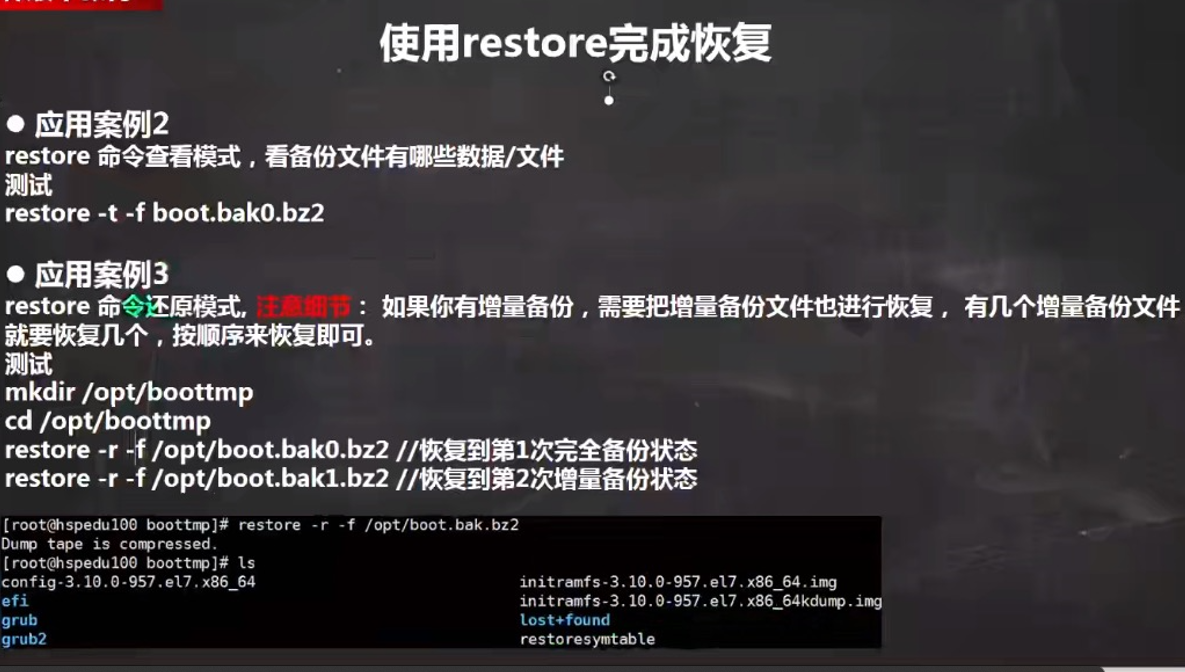 使用restore完成恢复
● 应用案例2
restore 命令查看模式，看备份文件有哪些数据/文件
测试
restore -t -f boot.bak0.bz2
● 应用案例3
restore 命令还原模式, 注意细节： 如果你有增量备份，需要把增量备份文件也进行恢复， 有几个增量备份文件
就要恢复几个，按顺序来恢复即可。
测试
mkdir /opt/boottmp
cd /opt/boottmp
restore -r -f /opt/boot.bak0.bz2 //恢复到第1次完全备份状态
restore -r -f /opt/boot.bak1.bz2 //恢复到第2次增量备份状态
[root@hspedu100 boottmp]# restore -r -f /opt/boot.bak.bz2
Dump tape is compressed.
[root@hspedu100 boottmp]# ls
config-3.10.0-957.el7.x86_64 initramfs-3.10.0-957.el7.x86_64.img
efi initramfs-3.10.0-957.el7.x86_64kdump.img
grub lost+found
grub2 restoresymtable